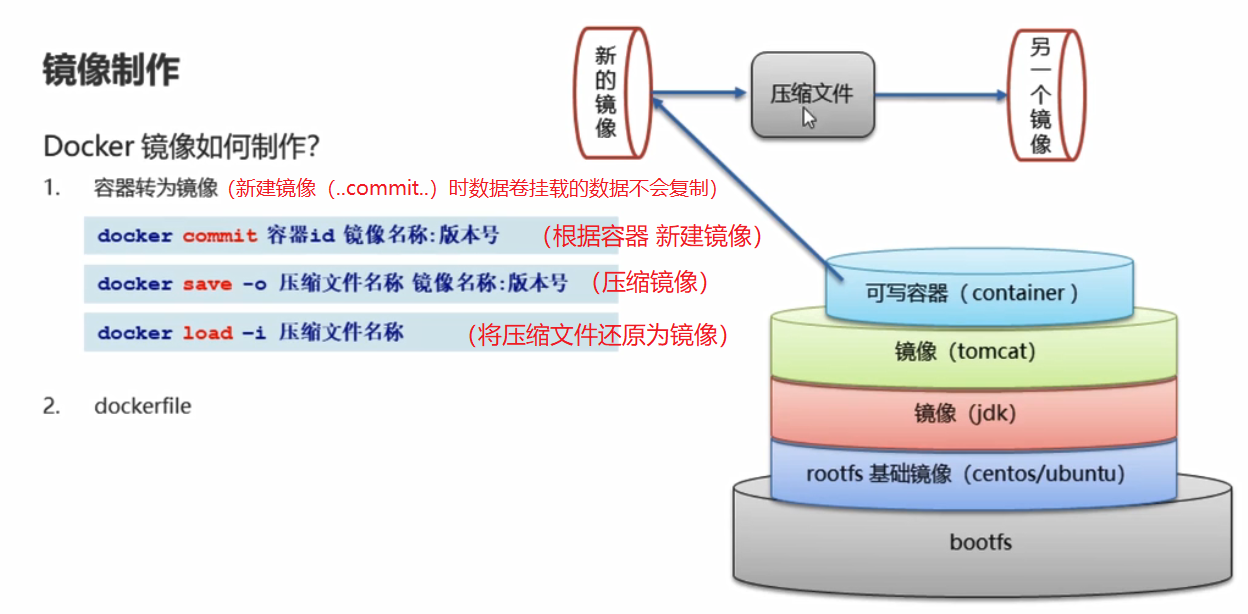 镜像制作
Docker 镜像如何制作?
1. 容器转为镜像（新建镜像（..commit..）时数据卷挂载的数据不会复制）
docker commit 容器id 镜像名称:版本号 （根据容器 新建镜像）
docker save -o 压缩文件名称 镜像名称:版本号 （压缩镜像）
docker load –i 压缩文件名称 （将压缩文件还原为镜像）
2. dockerfile
新的镜像
压缩文件
另一个镜像
可写容器（container ）
镜像（tomcat）
镜像（jdk）
rootfs 基础镜像（centos/ubuntu）
bootfs